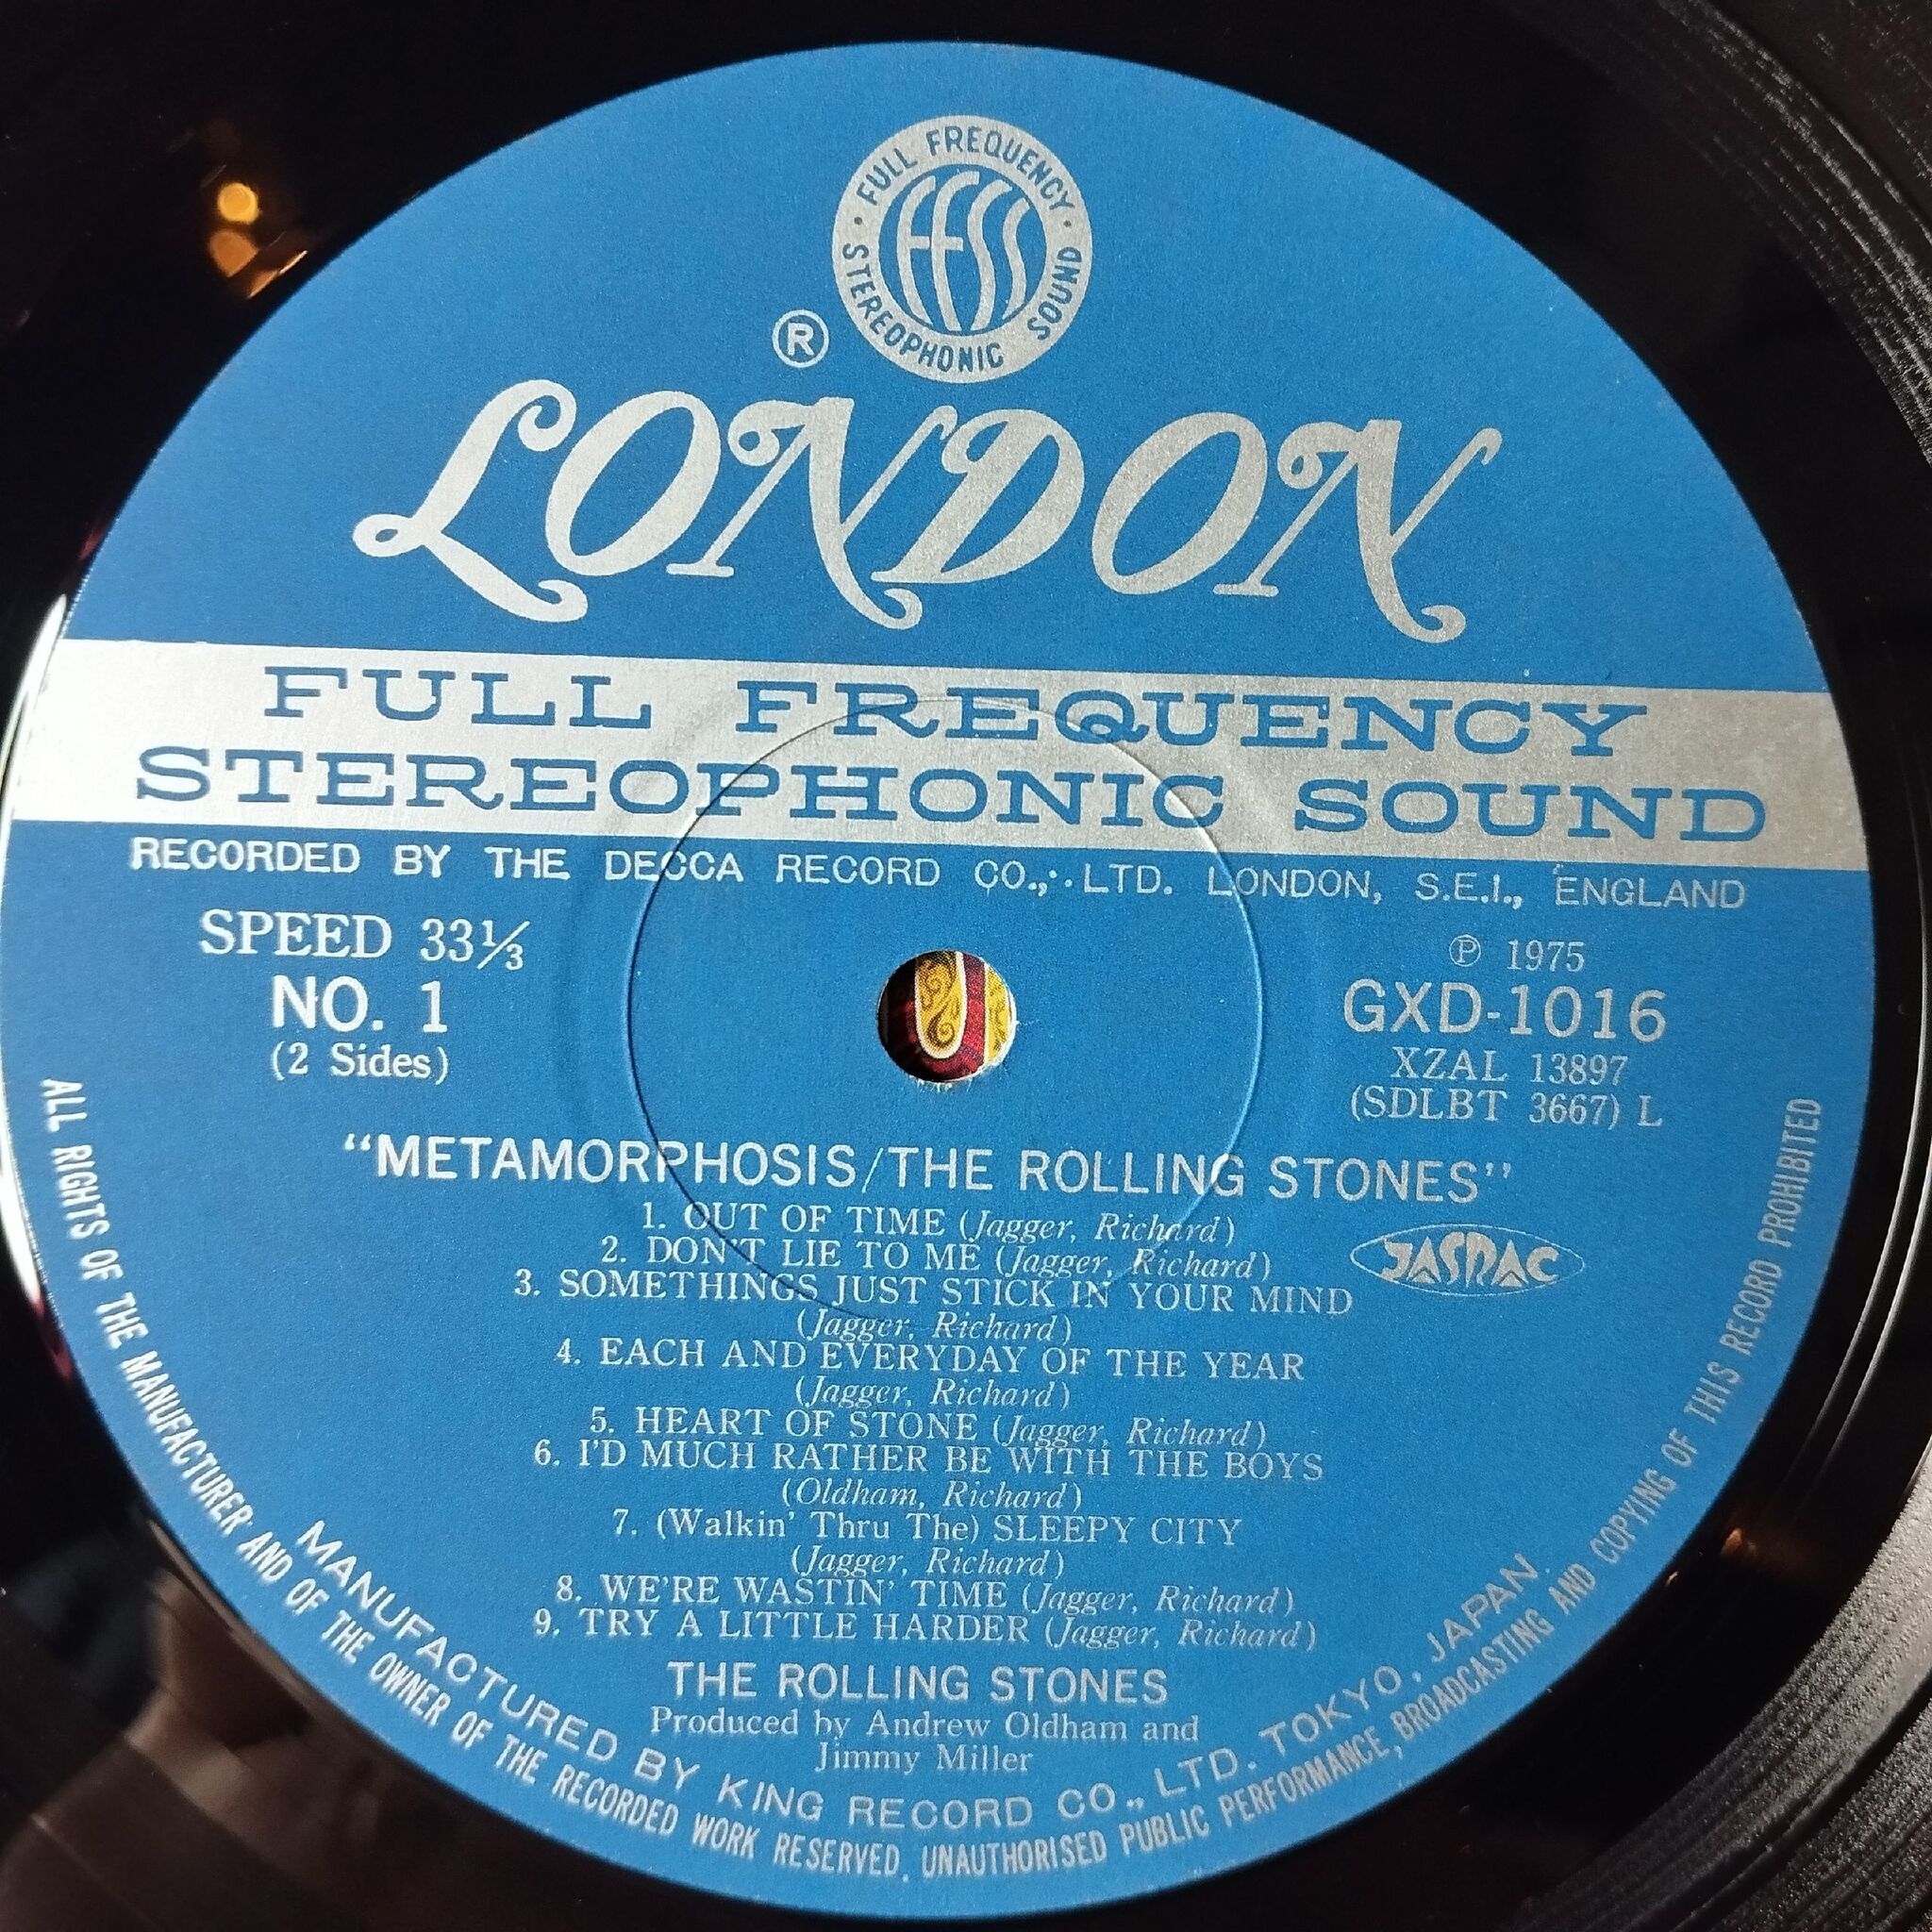 · FULL FREQUENCY ·
STEREOPHONIC SOUND
FFSS
®
LONDON
FULL FREQUENCY
STEREOPHONIC SOUND
RECORDED BY THE DECCA RECORD CO., LTD. LONDON, S.E.I., ENGLAND
SPEED 33⅓
NO. 1
(2 Sides)
℗ 1975
GXD-1016
XZAL 13897
(SDLBT 3667) L
"METAMORPHOSIS/THE ROLLING STONES"
1. OUT OF TIME (Jagger, Richard)
2. DON'T LIE TO ME (Jagger, Richard)
3. SOMETHINGS JUST STICK IN YOUR MIND
(Jagger, Richard)
4. EACH AND EVERYDAY OF THE YEAR
(Jagger, Richard)
5. HEART OF STONE (Jagger, Richard)
6. I'D MUCH RATHER BE WITH THE BOYS
(Oldham, Richard)
7. (Walkin' Thru The) SLEEPY CITY
(Jagger, Richard)
8. WE'RE WASTIN' TIME (Jagger, Richard)
9. TRY A LITTLE HARDER (Jagger, Richard)
JASRAC
THE ROLLING STONES
Produced by Andrew Oldham and
Jimmy Miller
MANUFACTURED BY KING RECORD CO., LTD. TOKYO, JAPAN
ALL RIGHTS OF THE MANUFACTURER AND OF THE OWNER OF THE RECORDED WORK RESERVED. UNAUTHORISED PUBLIC PERFORMANCE, BROADCASTING AND COPYING OF THIS RECORD PROHIBITED